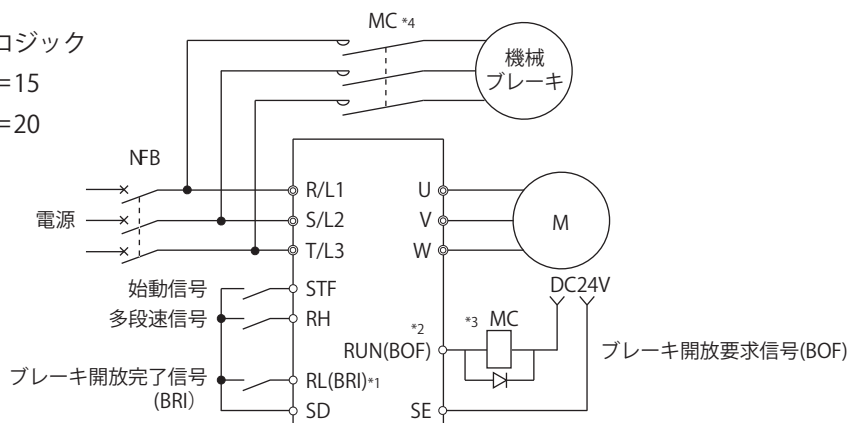 MC *4
ロジック
=15
=20
機械
ブレーキ
NFB
電源
R/L1
S/L2
T/L3
U
V
W
M
DC24V
始動信号
STF
多段速信号
RH
*2
*3 MC
RUN(BOF)
ブレーキ開放要求信号(BOF)
ブレーキ開放完了信号
(BRI)
RL(BRI)*1
SD
SE